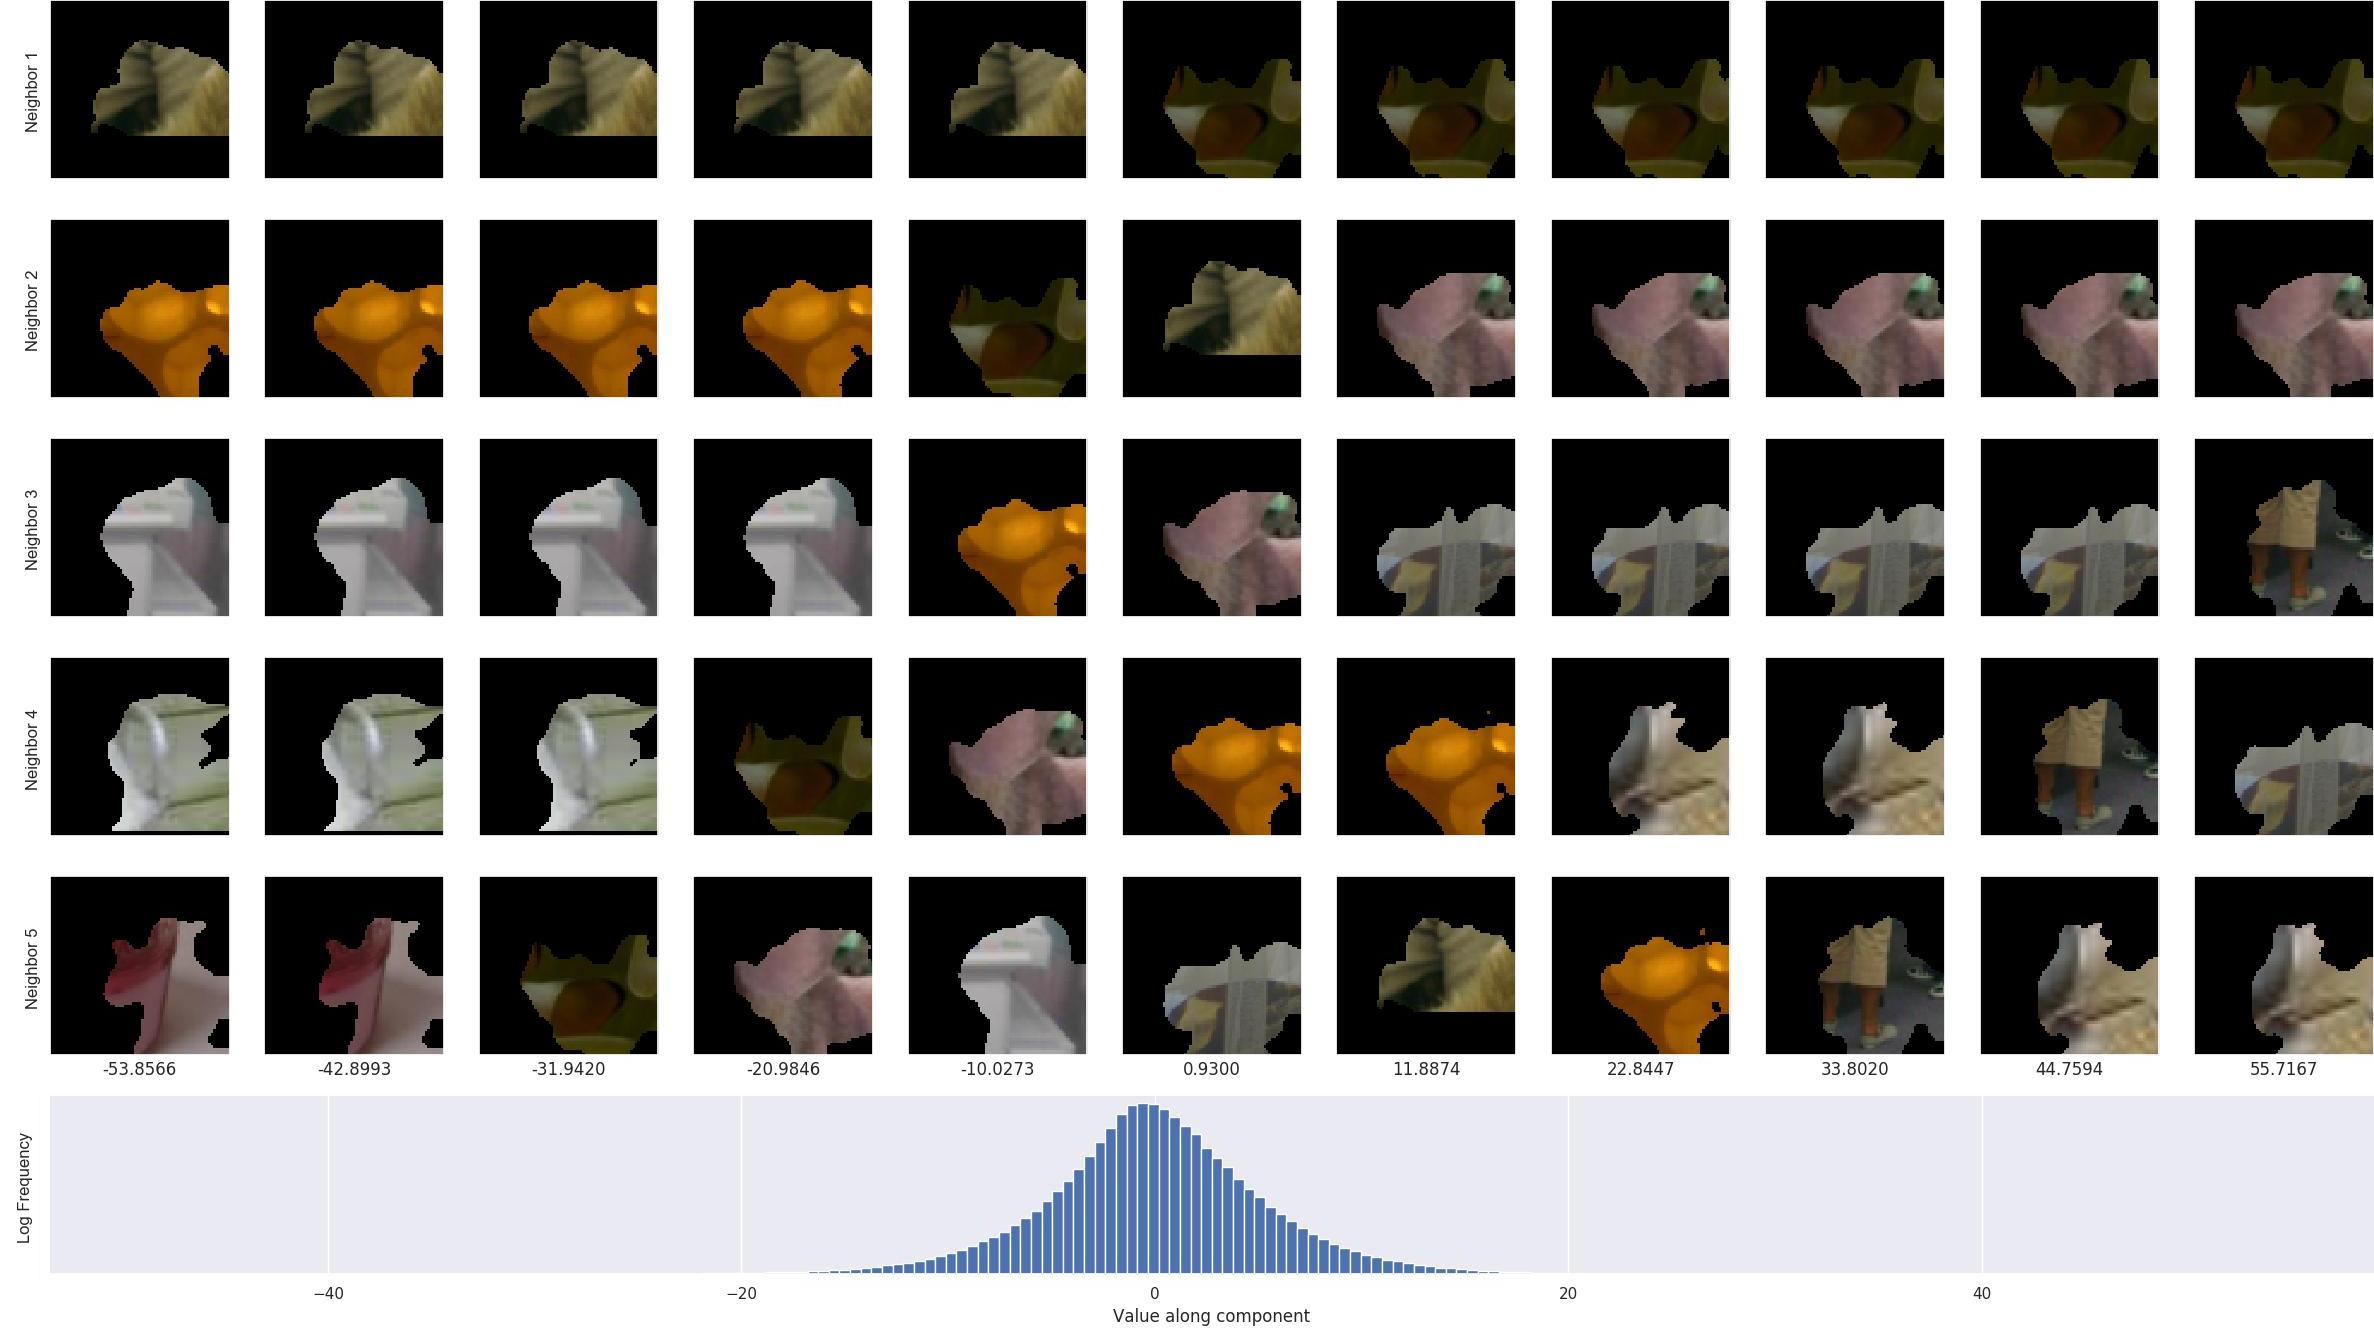 Neighbor 1
Neighbor 2
Neighbor 3
Neighbor 4
Neighbor 5
-53.8566 -42.8993 -31.9420 -20.9846 -10.0273 0.9300 11.8874 22.8447 33.8020 44.7594 55.7167
Log Frequency
−40 −20 0 20 40
Value along component